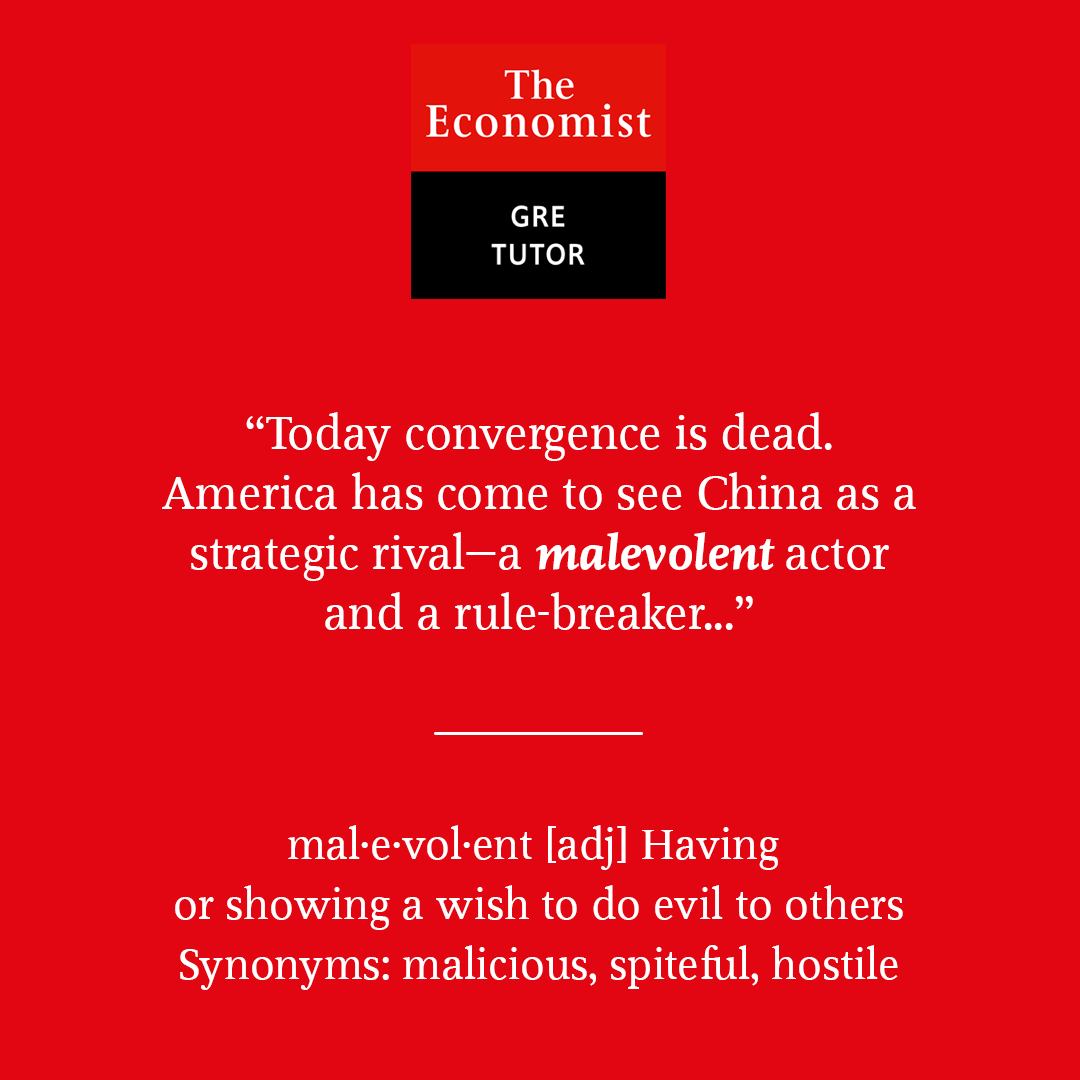 The
Economist
GRE
TUTOR
“Today convergence is dead.
America has come to see China as a
strategic rival—a malevolent actor
and a rule-breaker...”
mal·e·vol·ent [adj] Having
or showing a wish to do evil to others
Synonyms: malicious, spiteful, hostile